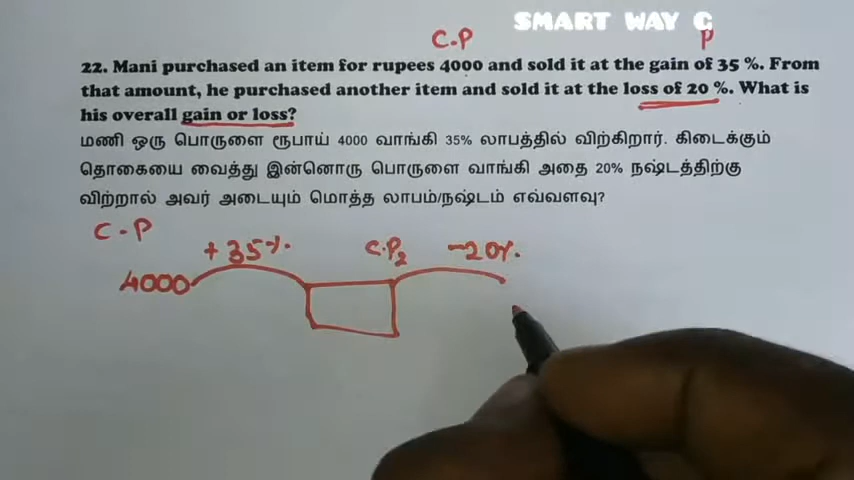 SMART WAY C
C.P
P
22. Mani purchased an item for rupees 4000 and sold it at the gain of 35 %. From
that amount, he purchased another item and sold it at the loss of 20 %. What is
his overall gain or loss?
மணி ஒரு பொருளை ரூபாய் 4000 வாங்கி 35% லாபத்தில் விற்கிறார். கிடைக்கும்
தொகையை வைத்து இன்னொரு பொருளை வாங்கி அதை 20% நஷ்டத்திற்கு
விற்றால் அவர் அடையும் மொத்த லாபம்/நஷ்டம் எவ்வளவு?
C-P
+35%. C.P2 -20%.
4000